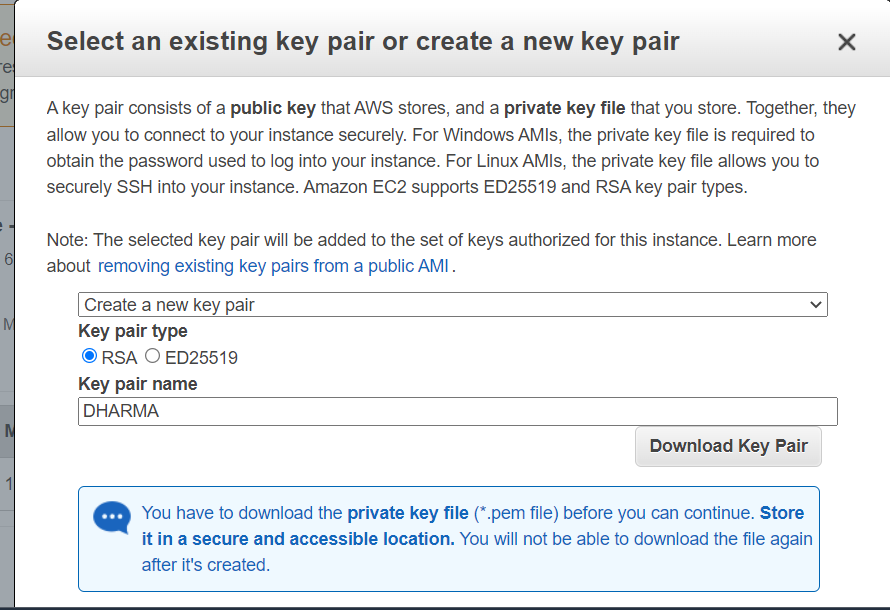 Select an existing key pair or create a new key pair
A key pair consists of a public key that AWS stores, and a private key file that you store. Together, they
allow you to connect to your instance securely. For Windows AMIs, the private key file is required to
obtain the password used to log into your instance. For Linux AMIs, the private key file allows you to
securely SSH into your instance. Amazon EC2 supports ED25519 and RSA key pair types.
Note: The selected key pair will be added to the set of keys authorized for this instance. Learn more
about removing existing key pairs from a public AMI .
Create a new key pair
Key pair type
RSA ED25519
Key pair name
DHARMA
Download Key Pair
You have to download the private key file (*.pem file) before you can continue. Store
it in a secure and accessible location. You will not be able to download the file again
after it's created.